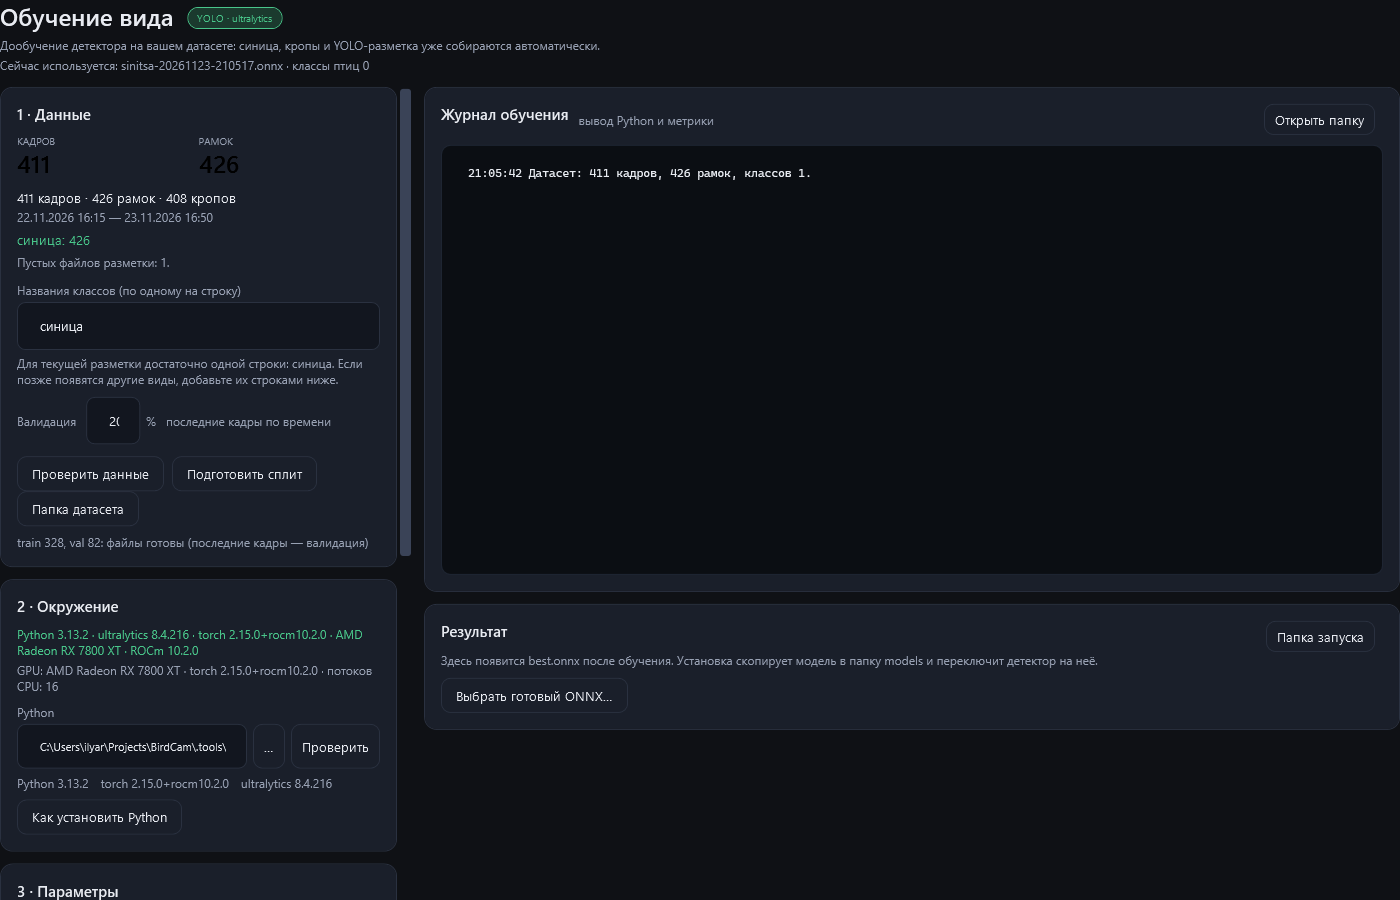 Обучение вида
YOLO · ultralytics
Дообучение детектора на вашем датасете: синица, кропы и YOLO-разметка уже собираются автоматически.
Сейчас используется: sinitsa-20261123-210517.onnx · классы птиц 0
1 · Данные
КАДРОВ
РАМОК
411
426
411 кадров · 426 рамок · 408 кропов
22.11.2026 16:15 — 23.11.2026 16:50
синица: 426
Пустых файлов разметки: 1.
Названия классов (по одному на строку)
синица
Для текущей разметки достаточно одной строки: синица. Если
позже появятся другие виды, добавьте их строками ниже.
Валидация
20
%
последние кадры по времени
Проверить данные
Подготовить сплит
Папка датасета
train 328, val 82: файлы готовы (последние кадры — валидация)
2 · Окружение
Python 3.13.2 · ultralytics 8.4.216 · torch 2.15.0+rocm10.2.0 · AMD
Radeon RX 7800 XT · ROCm 10.2.0
GPU: AMD Radeon RX 7800 XT · torch 2.15.0+rocm10.2.0 · потоков
CPU: 16
Python
C:\Users\ilyar\Projects\BirdCam\.tools\
...
Проверить
Python 3.13.2
torch 2.15.0+rocm10.2.0
ultralytics 8.4.216
Как установить Python
3 · Параметры
Журнал обучения
вывод Python и метрики
Открыть папку
21:05:42 Датасет: 411 кадров, 426 рамок, классов 1.
Результат
Папка запуска
Здесь появится best.onnx после обучения. Установка скопирует модель в папку models и переключит детектор на неё.
Выбрать готовый ONNX...